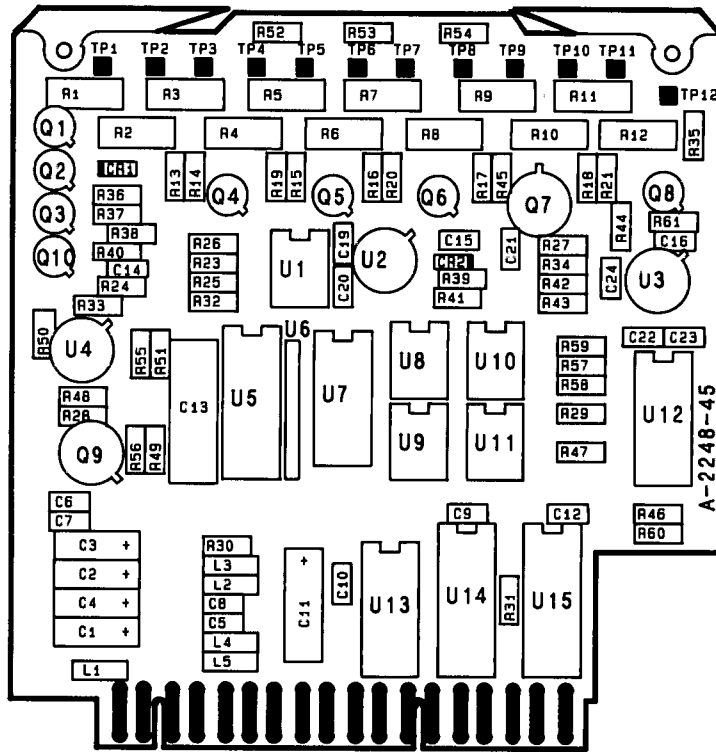 R52 R53 R54
TP1 TP2 TP3 TP4 TP5 TP6 TP7 TP8 TP9 TP10 TP11
R1 R3 R5 R7 R9 R11 TP12
Q1 R2 R4 R6 R8 R10 R12 R35
Q2 CR1 R13 R14 R19 R15 R16 R20 R17 R45 R18 R21
R36 Q4 Q5 Q6 Q7 Q8
Q3 R37 R44 R61
R38 C19 C15 C21 C16
Q10 R40 R26 R27
C14 R23 U1 U2 CR2 R34
R24 R25 C20 R39 R42 C24 U3
R33 R32 R41 R43
R50 U4 R55 R51 U6 C22 C23
R59
U8 U10 R57
R48 C13 U5 U7 R58
R28 R29 U12
Q9 R56 R49 U9 U11 R47
A-2248-45
C6 C9 C12 R46
C7 R60
C3 + R30
C2 + L3 + C10
L2
C4 + C8 C11 U13 U14 R31 U15
C1 + C5
L4
L1 L5